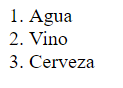 1. Agua
2. Vino
3. Cerveza